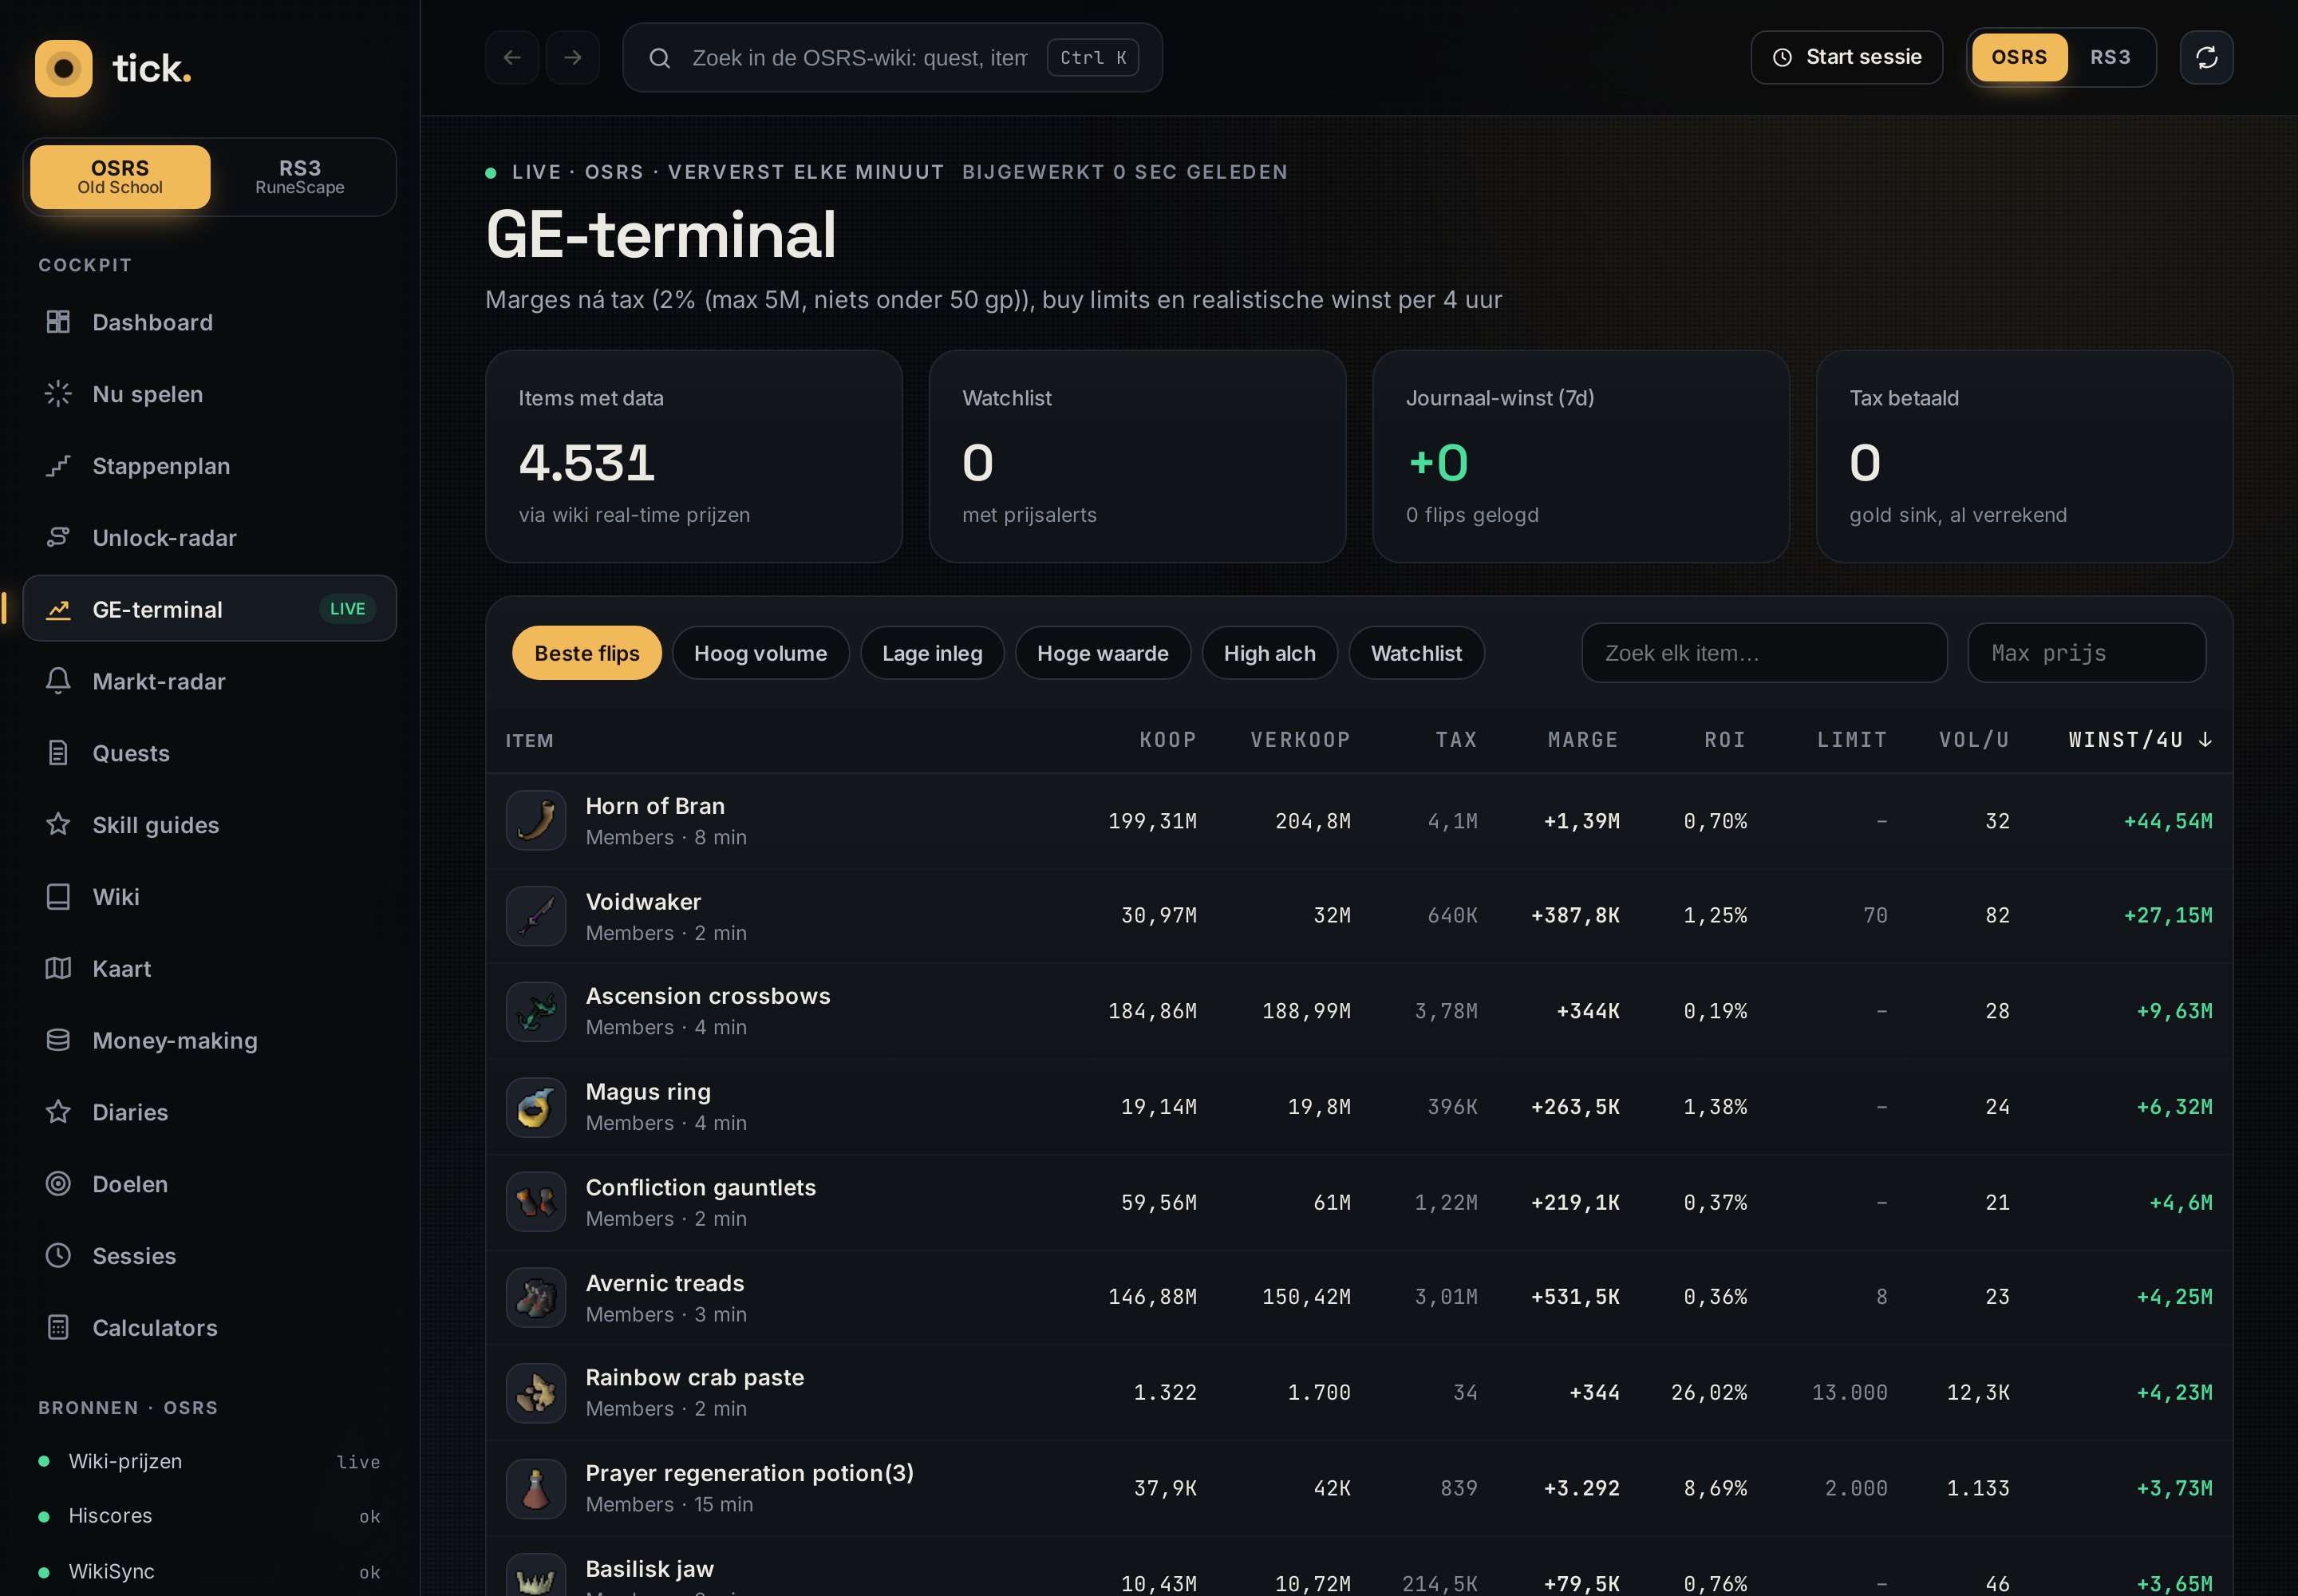 tick.
OSRS
Old School
RS3
RuneScape
COCKPIT
Dashboard
Nu spelen
Stappenplan
Unlock-radar
GE-terminal LIVE
Markt-radar
Quests
Skill guides
Wiki
Kaart
Money-making
Diaries
Doelen
Sessies
Calculators
BRONNEN · OSRS
Wiki-prijzen live
Hiscores ok
WikiSync ok
Zoek in de OSRS-wiki: quest, item Ctrl K
Start sessie
OSRS RS3
LIVE · OSRS · VERVERST ELKE MINUUT BIJGEWERKT 0 SEC GELEDEN
GE-terminal
Marges ná tax (2% (max 5M, niets onder 50 gp)), buy limits en realistische winst per 4 uur
Items met data
4.531
via wiki real-time prijzen
Watchlist
0
met prijsalerts
Journaal-winst (7d)
+0
0 flips gelogd
Tax betaald
0
gold sink, al verrekend
Beste flips Hoog volume Lage inleg Hoge waarde High alch Watchlist Zoek elk item… Max prijs
ITEM KOOP VERKOOP TAX MARGE ROI LIMIT VOL/U WINST/4U ↓
Horn of Bran
Members · 8 min
199,31M 204,8M 4,1M +1,39M 0,70% – 32 +44,54M
Voidwaker
Members · 2 min
30,97M 32M 640K +387,8K 1,25% 70 82 +27,15M
Ascension crossbows
Members · 4 min
184,86M 188,99M 3,78M +344K 0,19% – 28 +9,63M
Magus ring
Members · 4 min
19,14M 19,8M 396K +263,5K 1,38% – 24 +6,32M
Confliction gauntlets
Members · 2 min
59,56M 61M 1,22M +219,1K 0,37% – 21 +4,6M
Avernic treads
Members · 3 min
146,88M 150,42M 3,01M +531,5K 0,36% 8 23 +4,25M
Rainbow crab paste
Members · 2 min
1.322 1.700 34 +344 26,02% 13.000 12,3K +4,23M
Prayer regeneration potion(3)
Members · 15 min
37,9K 42K 839 +3.292 8,69% 2.000 1.133 +3,73M
Basilisk jaw
10,43M 10,72M 214,5K +79,5K 0,76% – 46 +3,65M